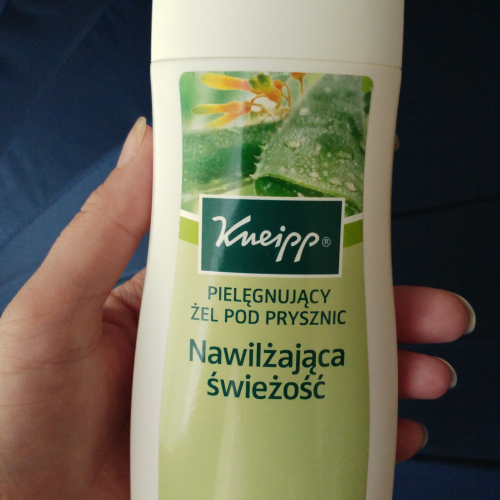 Kneipp®
PIELĘGNUJĄCY
ŻEL POD PRYSZNIC
Nawilżająca
świeżość